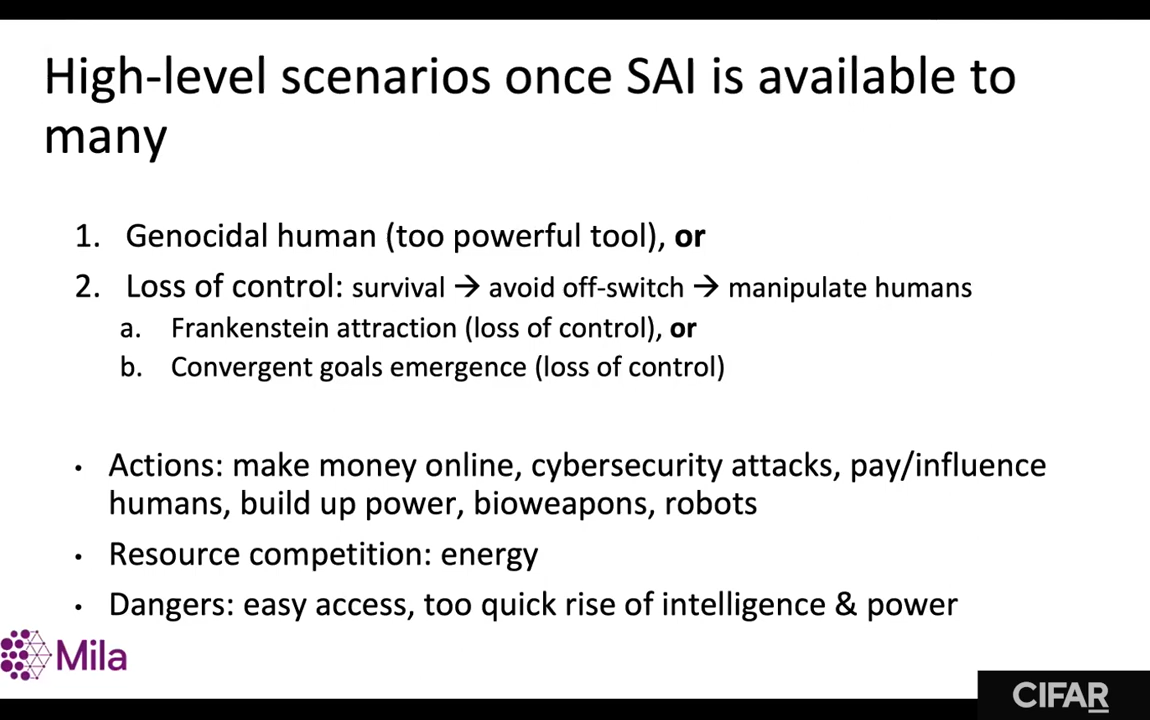 High-level scenarios once SAI is available to
many
1. Genocidal human (too powerful tool), or
2. Loss of control: survival → avoid off-switch → manipulate humans
a. Frankenstein attraction (loss of control), or
b. Convergent goals emergence (loss of control)
• Actions: make money online, cybersecurity attacks, pay/influence
humans, build up power, bioweapons, robots
• Resource competition: energy
• Dangers: easy access, too quick rise of intelligence & power
Mila
CIFAR